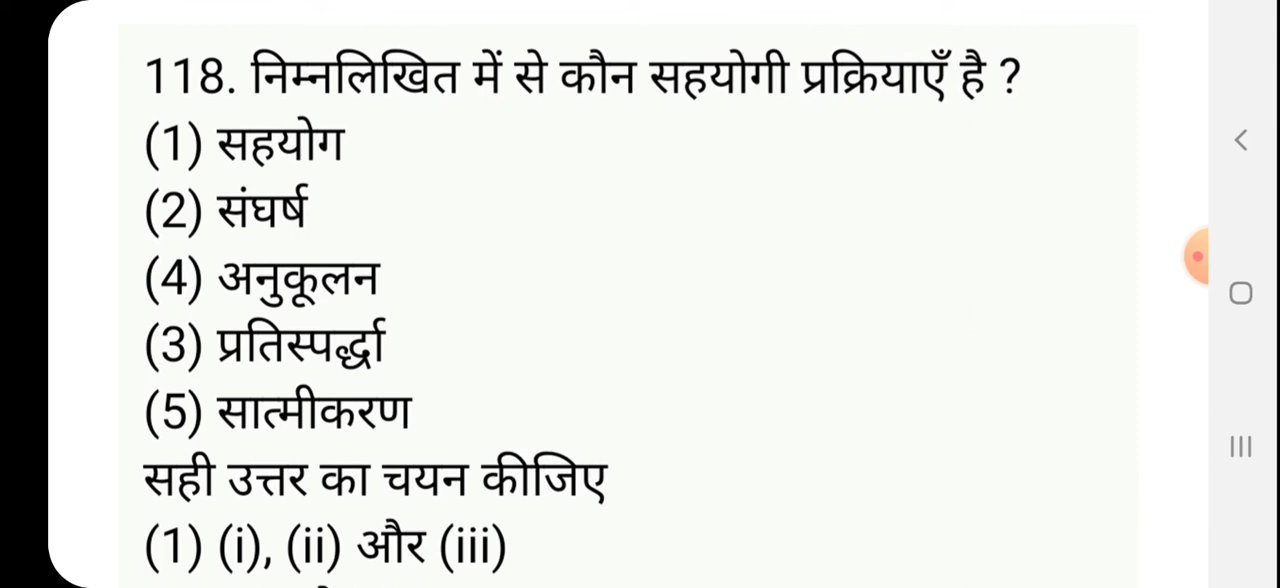 118. निम्नलिखित में से कौन सहयोगी प्रक्रियाएँ है ?
(1) सहयोग
(2) संघर्ष
(4) अनुकूलन
(3) प्रतिस्पर्द्धा
(5) सात्मीकरण
सही उत्तर का चयन कीजिए
(1) (i), (ii) और (iii)